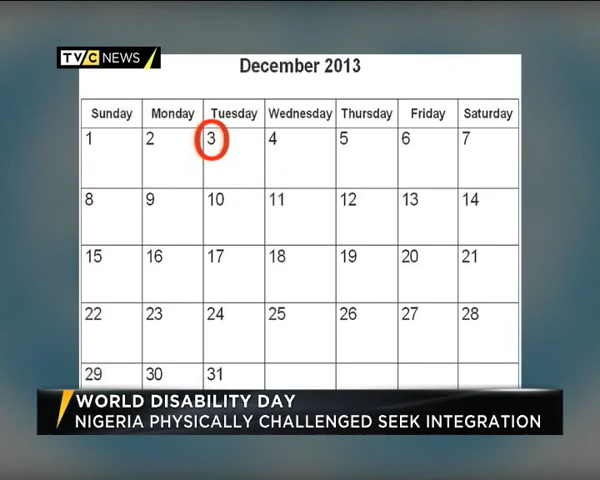 TVC NEWS
December 2013
Sunday Monday Tuesday Wednesday Thursday Friday Saturday
1 2 3 4 5 6 7
8 9 10 11 12 13 14
15 16 17 18 19 20 21
22 23 24 25 26 27 28
29 30 31
WORLD DISABILITY DAY
NIGERIA PHYSICALLY CHALLENGED SEEK INTEGRATION